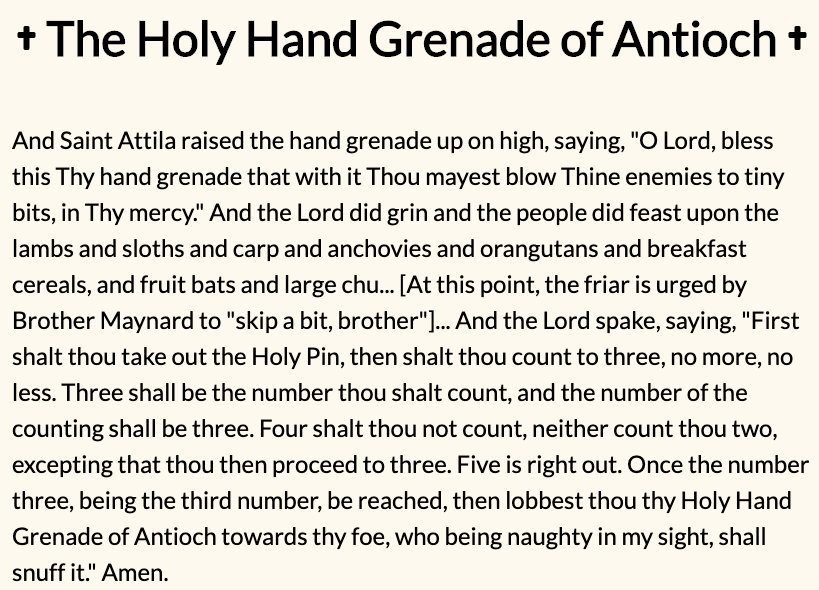 ✝ The Holy Hand Grenade of Antioch ✝
And Saint Attila raised the hand grenade up on high, saying, "O Lord, bless
this Thy hand grenade that with it Thou mayest blow Thine enemies to tiny
bits, in Thy mercy." And the Lord did grin and the people did feast upon the
lambs and sloths and carp and anchovies and orangutans and breakfast
cereals, and fruit bats and large chu... [At this point, the friar is urged by
Brother Maynard to "skip a bit, brother"]... And the Lord spake, saying, "First
shalt thou take out the Holy Pin, then shalt thou count to three, no more, no
less. Three shall be the number thou shalt count, and the number of the
counting shall be three. Four shalt thou not count, neither count thou two,
excepting that thou then proceed to three. Five is right out. Once the number
three, being the third number, be reached, then lobbest thou thy Holy Hand
Grenade of Antioch towards thy foe, who being naughty in my sight, shall
snuff it." Amen.